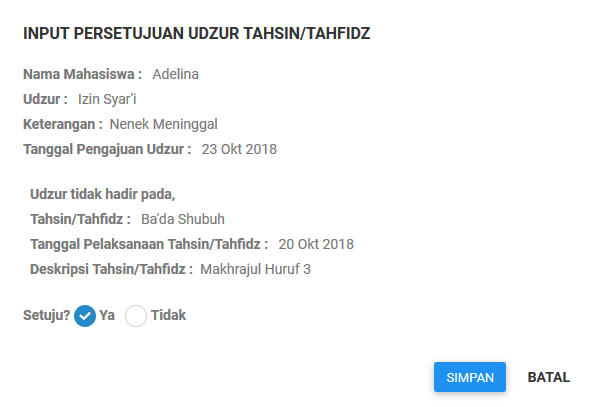 INPUT PERSETUJUAN UDZUR TAHSIN/TAHFIDZ
Nama Mahasiswa : Adelina
Udzur : Izin Syar'i
Keterangan : Nenek Meninggal
Tanggal Pengajuan Udzur : 23 Okt 2018
Udzur tidak hadir pada,
Tahsin/Tahfidz : Ba'da Shubuh
Tanggal Pelaksanaan Tahsin/Tahfidz : 20 Okt 2018
Deskripsi Tahsin/Tahfidz : Makhrajul Huruf 3
Setuju? Ya Tidak
SIMPAN BATAL